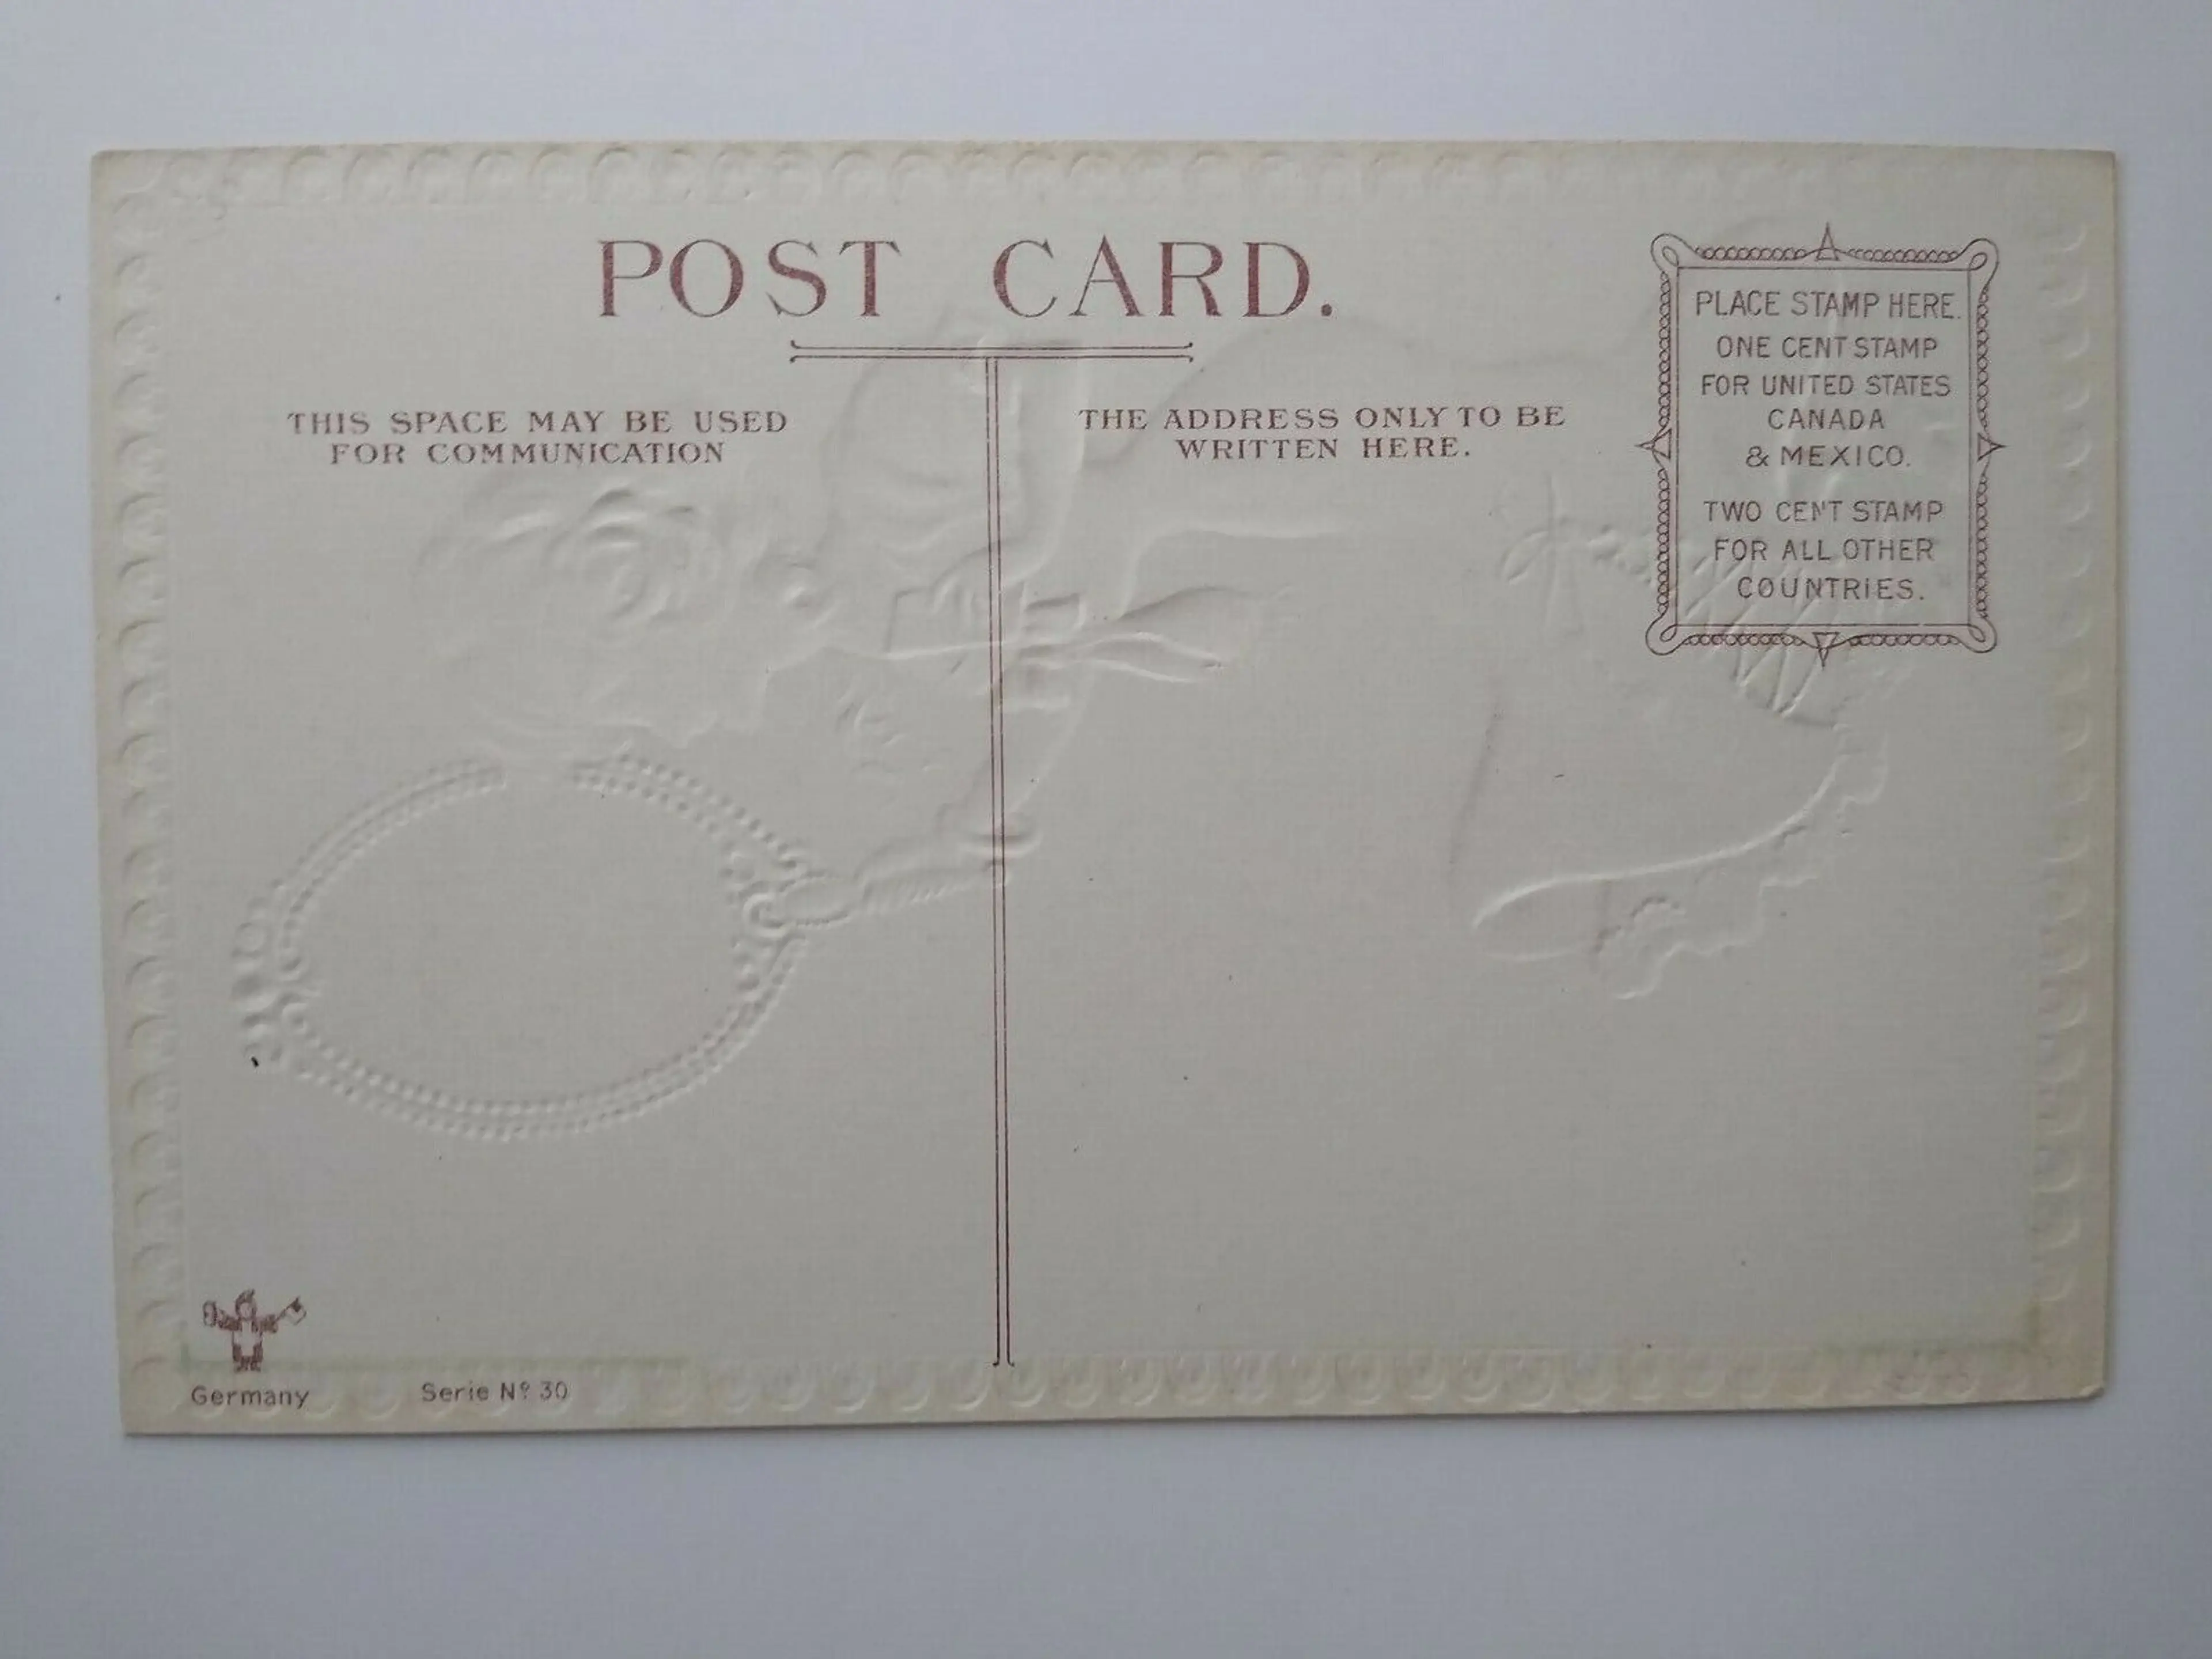 POST CARD.
THIS SPACE MAY BE USED
FOR COMMUNICATION
THE ADDRESS ONLY TO BE
WRITTEN HERE.
PLACE STAMP HERE.
ONE CENT STAMP
FOR UNITED STATES
CANADA
& MEXICO.
TWO CENT STAMP
FOR ALL OTHER
COUNTRIES.
Germany
Serie Nº 30